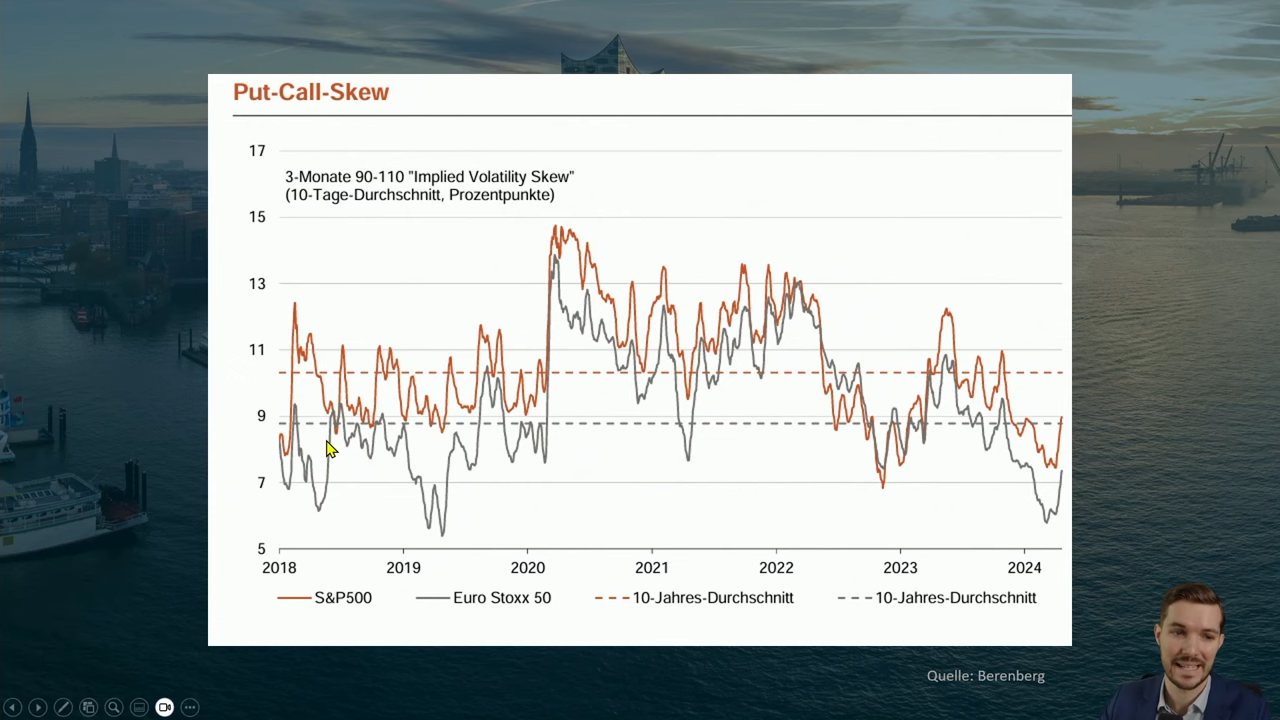 Put-Call-Skew
17
3-Monate 90-110 "Implied Volatility Skew"
(10-Tage-Durchschnitt, Prozentpunkte)
15
13
11
9
7
5
2018 2019 2020 2021 2022 2023 2024
S&P500 Euro Stoxx 50 10-Jahres-Durchschnitt 10-Jahres-Durchschnitt
Quelle: Berenberg